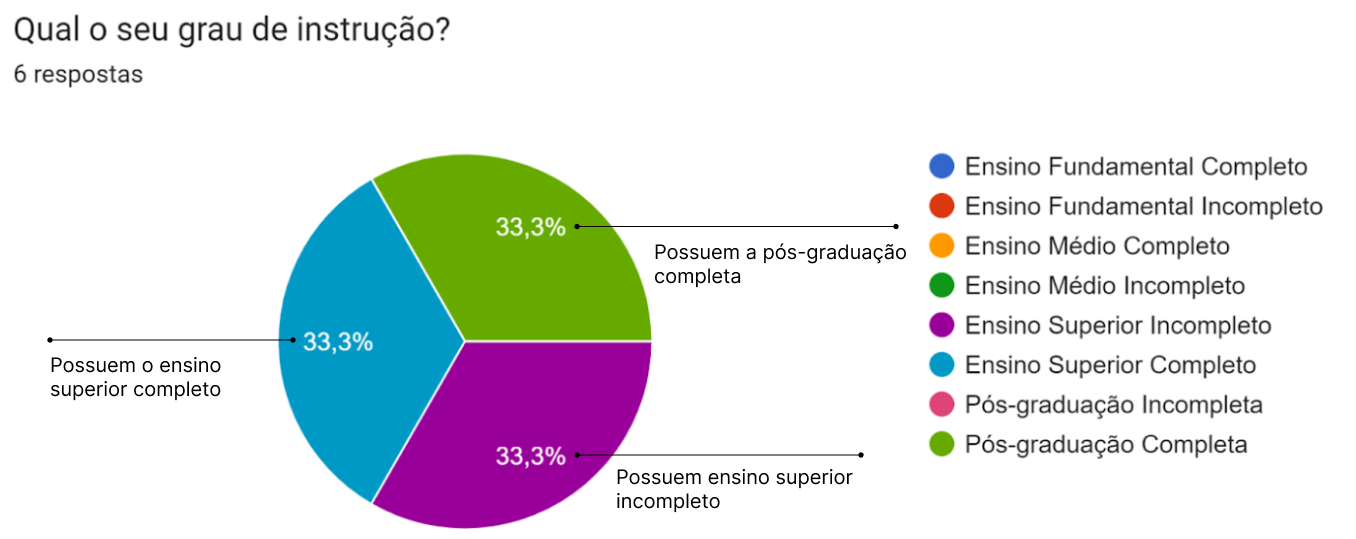 Qual o seu grau de instrução?
6 respostas
33,3%
Possuem a pós-graduação
completa
33,3%
Possuem o ensino
superior completo
33,3%
Possuem ensino superior
incompleto
Ensino Fundamental Completo
Ensino Fundamental Incompleto
Ensino Médio Completo
Ensino Médio Incompleto
Ensino Superior Incompleto
Ensino Superior Completo
Pós-graduação Incompleta
Pós-graduação Completa